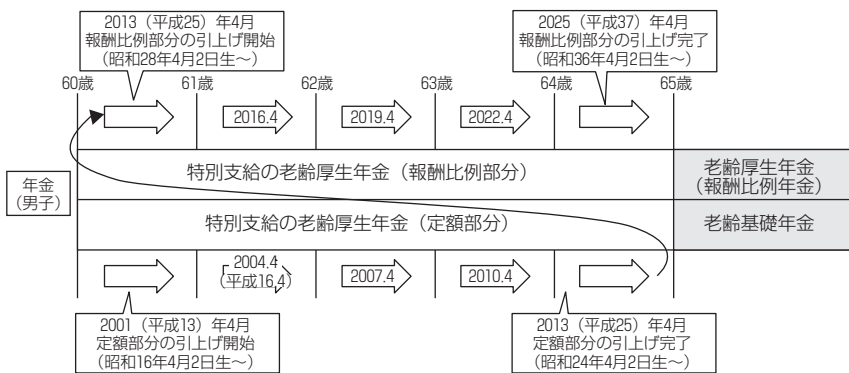 2013（平成25）年4月
報酬比例部分の引上げ開始
（昭和28年4月2日生～）
2025（平成37）年4月
報酬比例部分の引上げ完了
（昭和36年4月2日生～）
60歳
61歳
62歳
63歳
64歳
65歳
2016.4
2019.4
2022.4
年金
（男子）
特別支給の老齢厚生年金（報酬比例部分）
老齢厚生年金
（報酬比例年金）
特別支給の老齢厚生年金（定額部分）
老齢基礎年金
2004.4
（平成16.4）
2007.4
2010.4
2001（平成13）年4月
定額部分の引上げ開始
（昭和16年4月2日生～）
2013（平成25）年4月
定額部分の引上げ完了
（昭和24年4月2日生～）